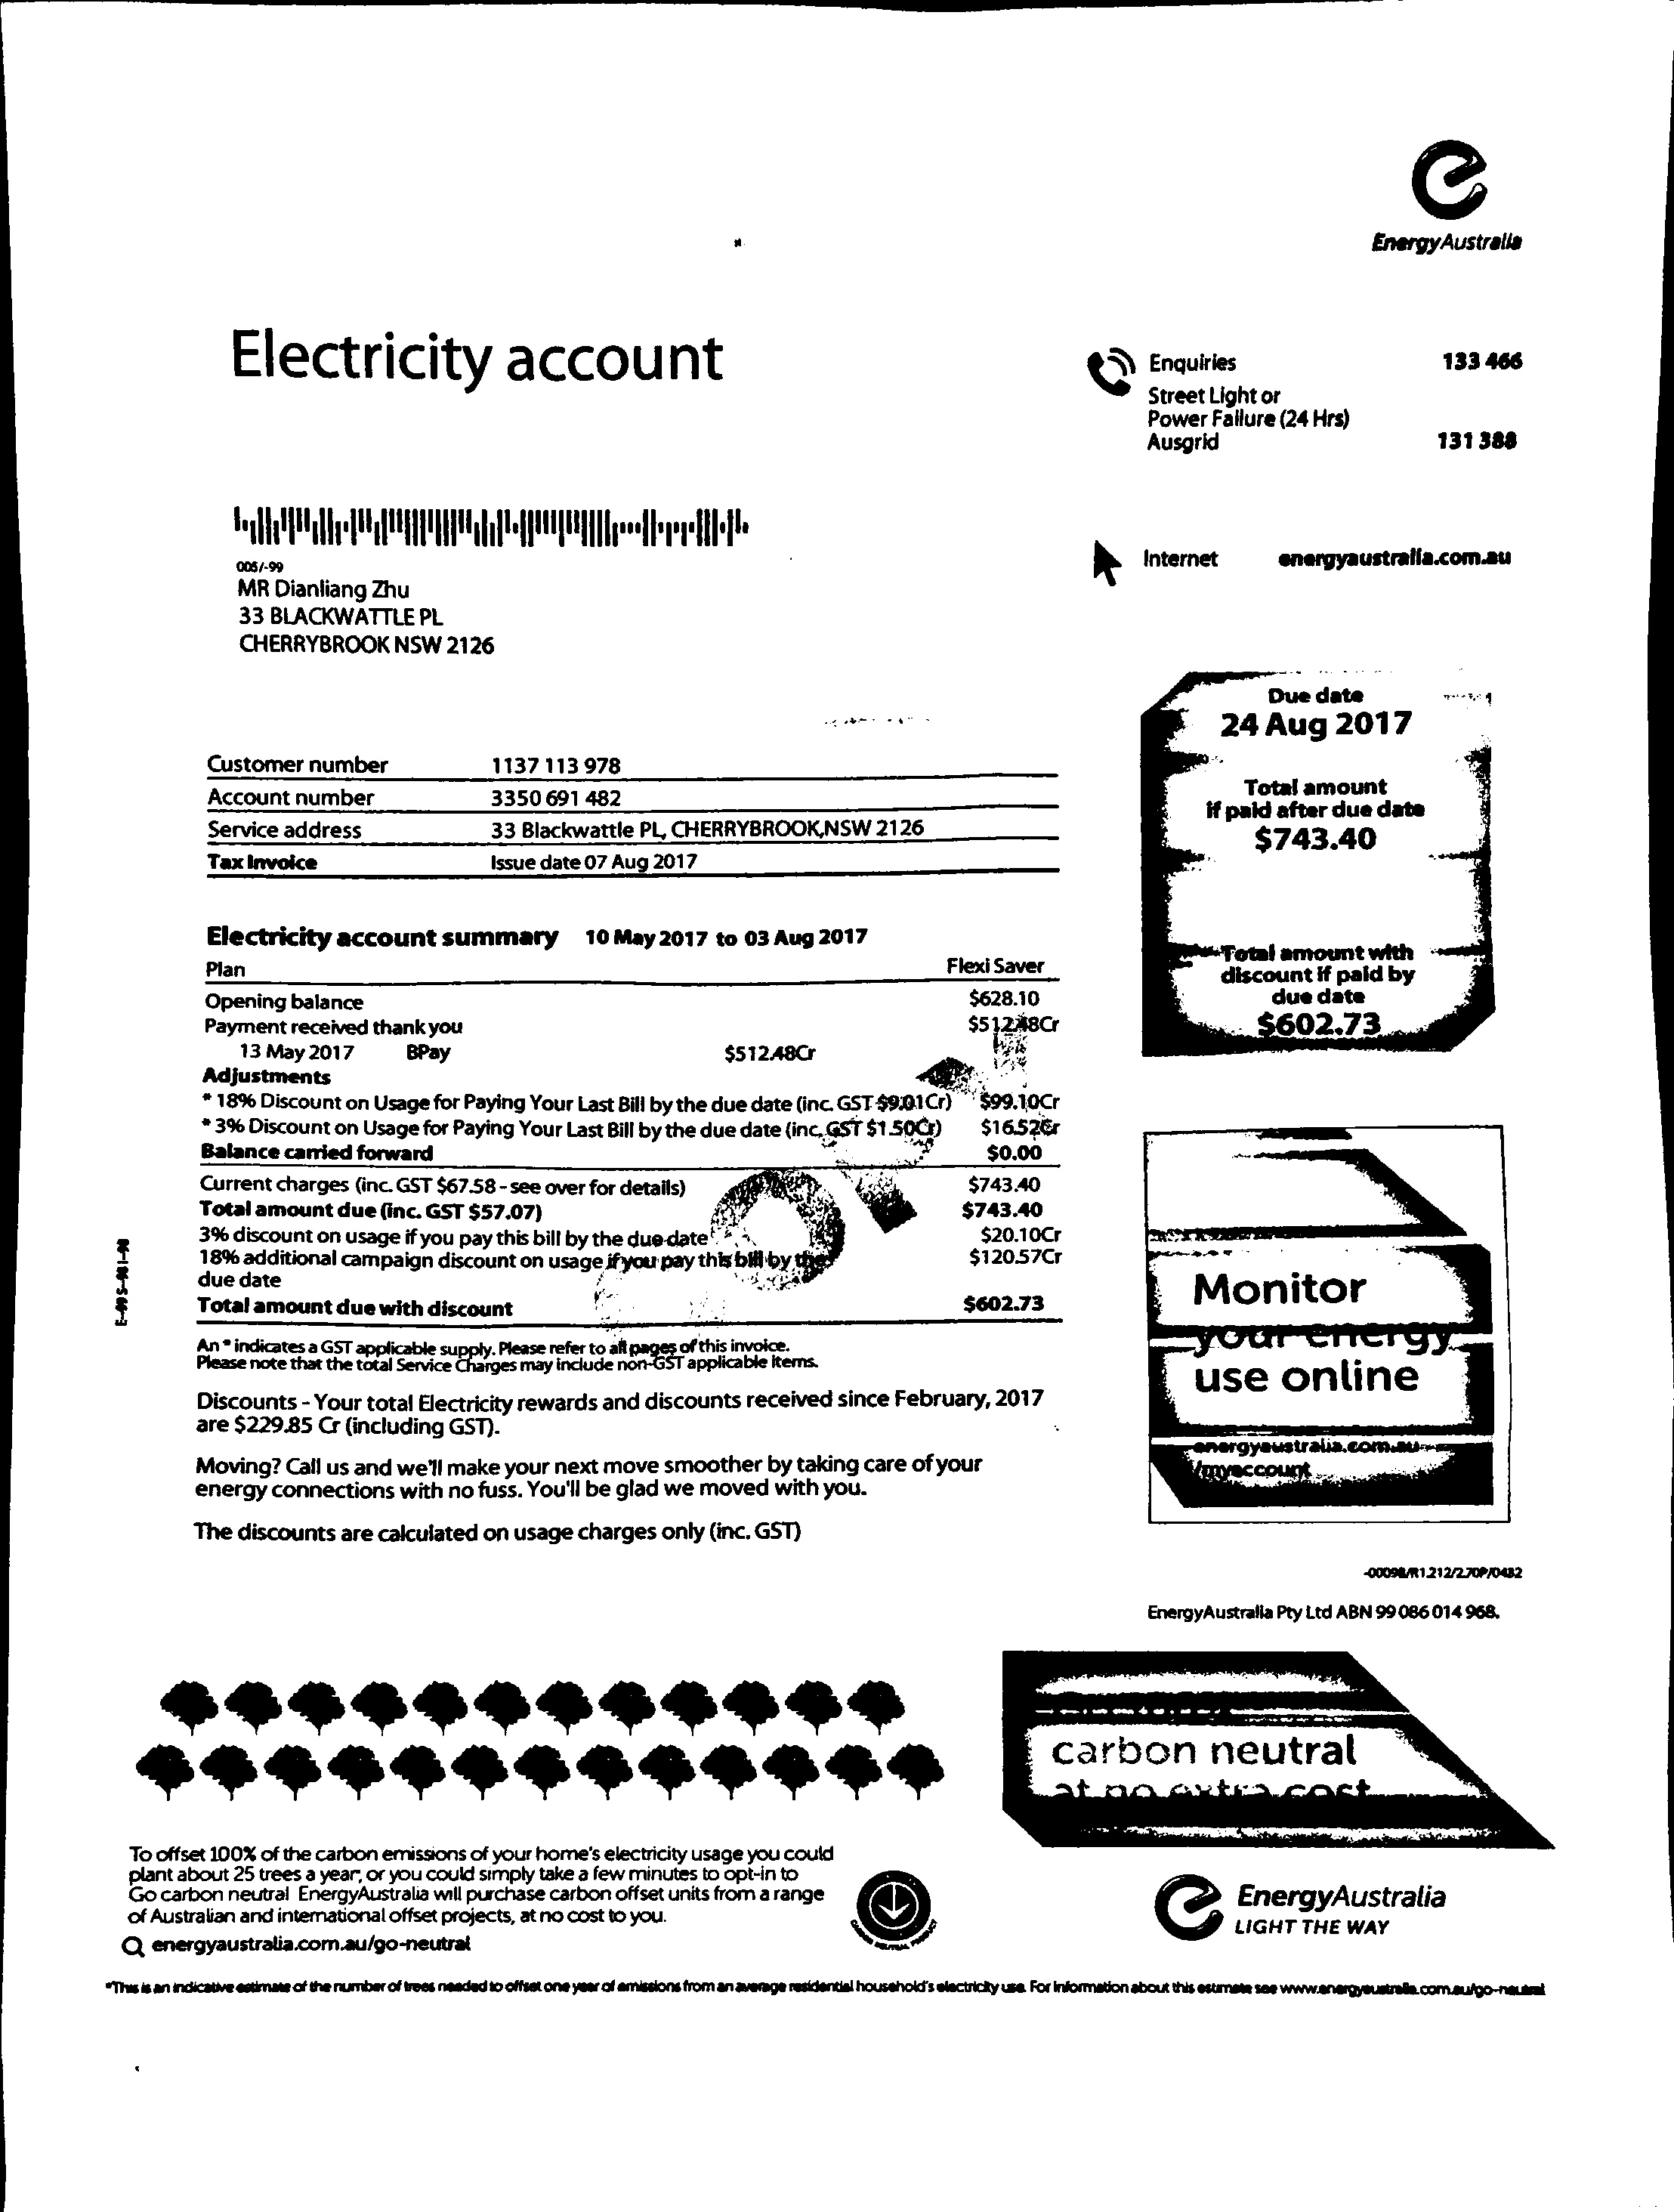 EnergyAustralia
Electricity account
Enquiries 133 466
Street Light or
Power Failure (24 Hrs)
Ausgrid 131 388
Internet energyaustralia.com.au
MR Dianliang Zhu
33 BLACKWATTLE PL
CHERRYBROOK NSW 2126
Due date
24 Aug 2017
Total amount
if paid after due date
$743.40
Total amount with
discount if paid by
due date
$602.73
Customer number 1137 113 978
Account number 3350 691 482
Service address 33 Blackwattle PL, CHERRYBROOK,NSW 2126
Tax Invoice Issue date 07 Aug 2017
Electricity account summary 10 May 2017 to 03 Aug 2017
Plan Flexi Saver
Opening balance $628.10
Payment received thank you $512.48Cr
13 May 2017 BPay $512.48Cr
Adjustments
* 18% Discount on Usage for Paying Your Last Bill by the due date (inc. GST $9.01Cr) $99.10Cr
* 3% Discount on Usage for Paying Your Last Bill by the due date (inc. GST $1.50Cr) $16.52Cr
Balance carried forward $0.00
Current charges (inc. GST $67.58 - see over for details) $743.40
Total amount due (inc. GST $57.07) $743.40
3% discount on usage if you pay this bill by the due date $20.10Cr
18% additional campaign discount on usage if you pay this bill by the $120.57Cr
due date
Total amount due with discount $602.73
An * indicates a GST applicable supply. Please refer to all pages of this invoice.
Please note that the total Service Charges may include non-GST applicable items.
Discounts - Your total Electricity rewards and discounts received since February, 2017
are $229.85 Cr (including GST).
Moving? Call us and we'll make your next move smoother by taking care of your
energy connections with no fuss. You'll be glad we moved with you.
The discounts are calculated on usage charges only (inc. GST)
Monitor
your energy
use online
energyaustralia.com.au
/myaccount
EnergyAustralia Pty Ltd ABN 99 086 014 968.
carbon neutral
at no extra cost
To offset 100% of the carbon emissions of your home's electricity usage you could
plant about 25 trees a year, or you could simply take a few minutes to opt-in to
Go carbon neutral EnergyAustralia will purchase carbon offset units from a range
of Australian and international offset projects, at no cost to you.
energyaustralia.com.au/go-neutral
EnergyAustralia
LIGHT THE WAY
*This is an indicative estimate of the number of trees needed to offset one year of emissions from an average residential household's electricity use. For information about this estimate see www.energyaustralia.com.au/go-neutral